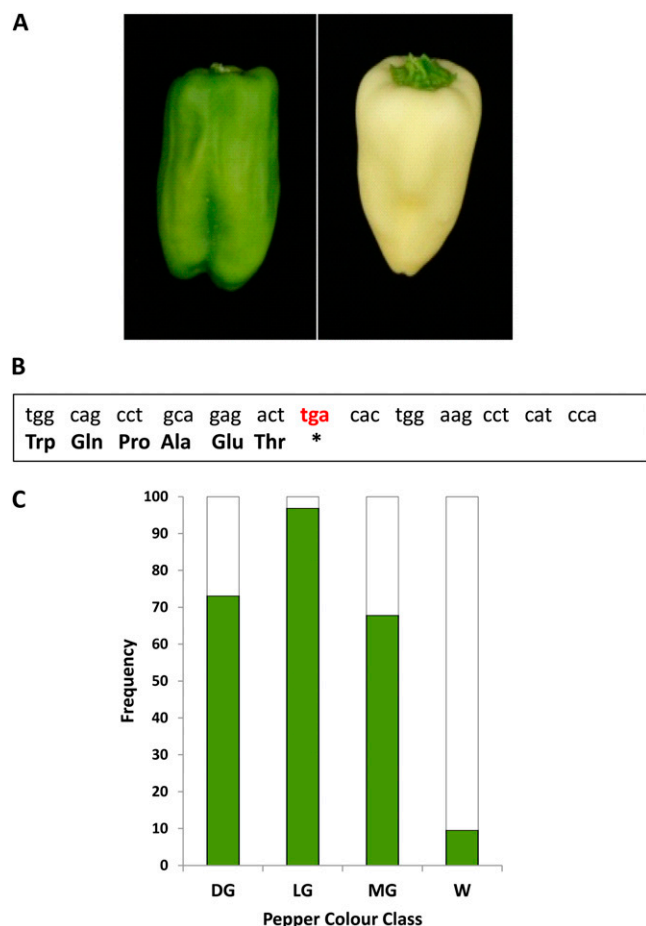 A
B
tgg cag cct gca gag act tga cac tgg aag cct cat cca
Trp Gln Pro Ala Glu Thr *
C
100
90
80
70
60
50
40
30
20
10
0
Frequency
DG LG MG W
Pepper Colour Class